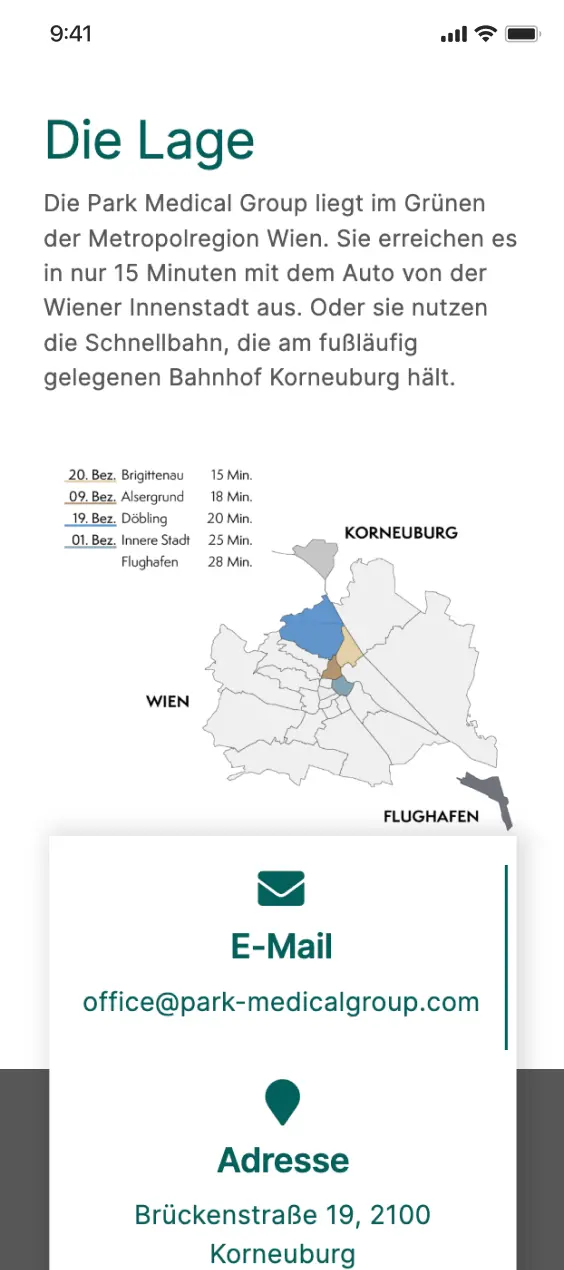 9:41
Die Lage
Die Park Medical Group liegt im Grünen
der Metropolregion Wien. Sie erreichen es
in nur 15 Minuten mit dem Auto von der
Wiener Innenstadt aus. Oder sie nutzen
die Schnellbahn, die am fußläufig
gelegenen Bahnhof Korneuburg hält.
20. Bez. Brigittenau 15 Min.
09. Bez. Alsergrund 18 Min.
19. Bez. Döbling 20 Min.
01. Bez. Innere Stadt 25 Min.
Flughafen 28 Min.
KORNEUBURG
WIEN
FLUGHAFEN
E-Mail
office@park-medicalgroup.com
Adresse
Brückenstraße 19, 2100
Korneuburg